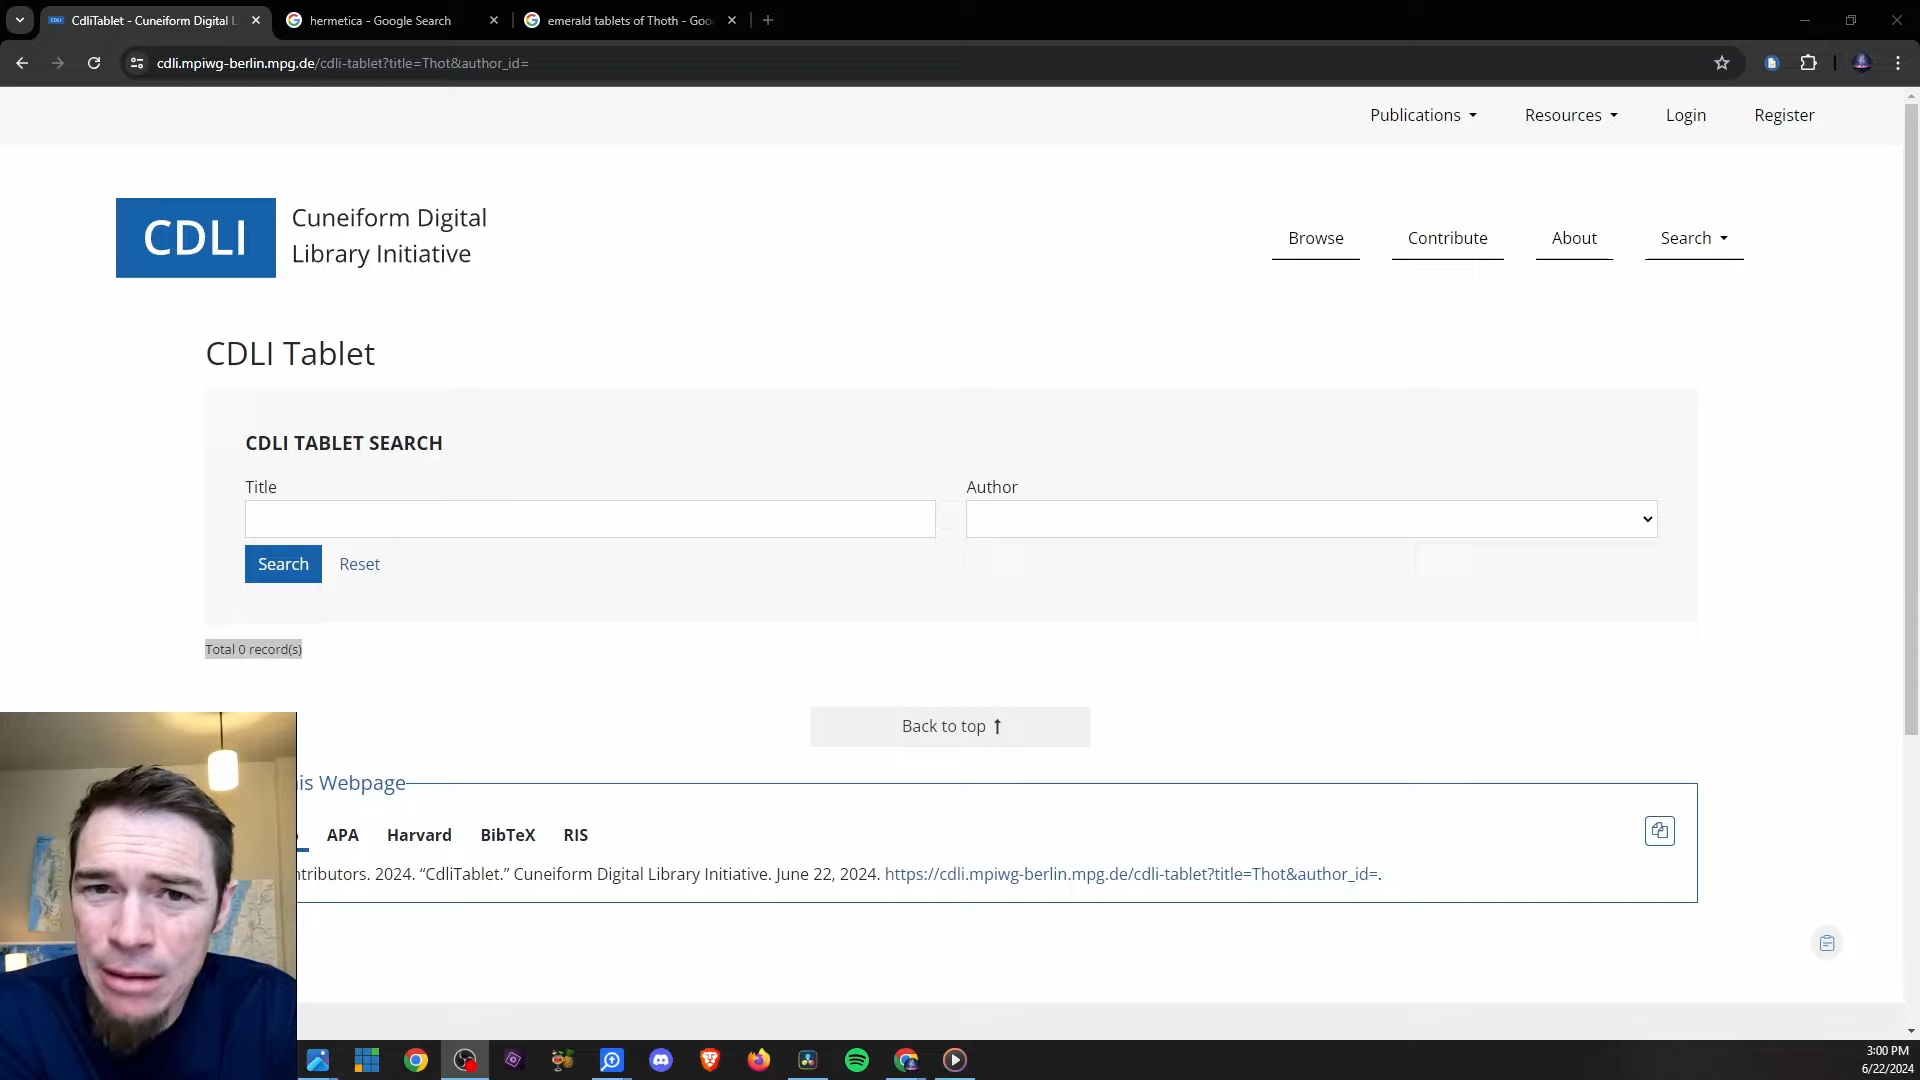 CdliTablet - Cuneiform Digital L
hermetica - Google Search
emerald tablets of Thoth - Goo
cdli.mpiwg-berlin.mpg.de/cdli-tablet?title=Thot&author_id=
Publications
Resources
Login
Register
CDLI
Cuneiform Digital
Library Initiative
Browse
Contribute
About
Search
CDLI Tablet
CDLI TABLET SEARCH
Title
Author
Search
Reset
Total 0 record(s)
Back to top
is Webpage
APA
Harvard
BibTeX
RIS
ntributors. 2024. “CdliTablet.” Cuneiform Digital Library Initiative. June 22, 2024. https://cdli.mpiwg-berlin.mpg.de/cdli-tablet?title=Thot&author_id=.
3:00 PM
6/22/2024